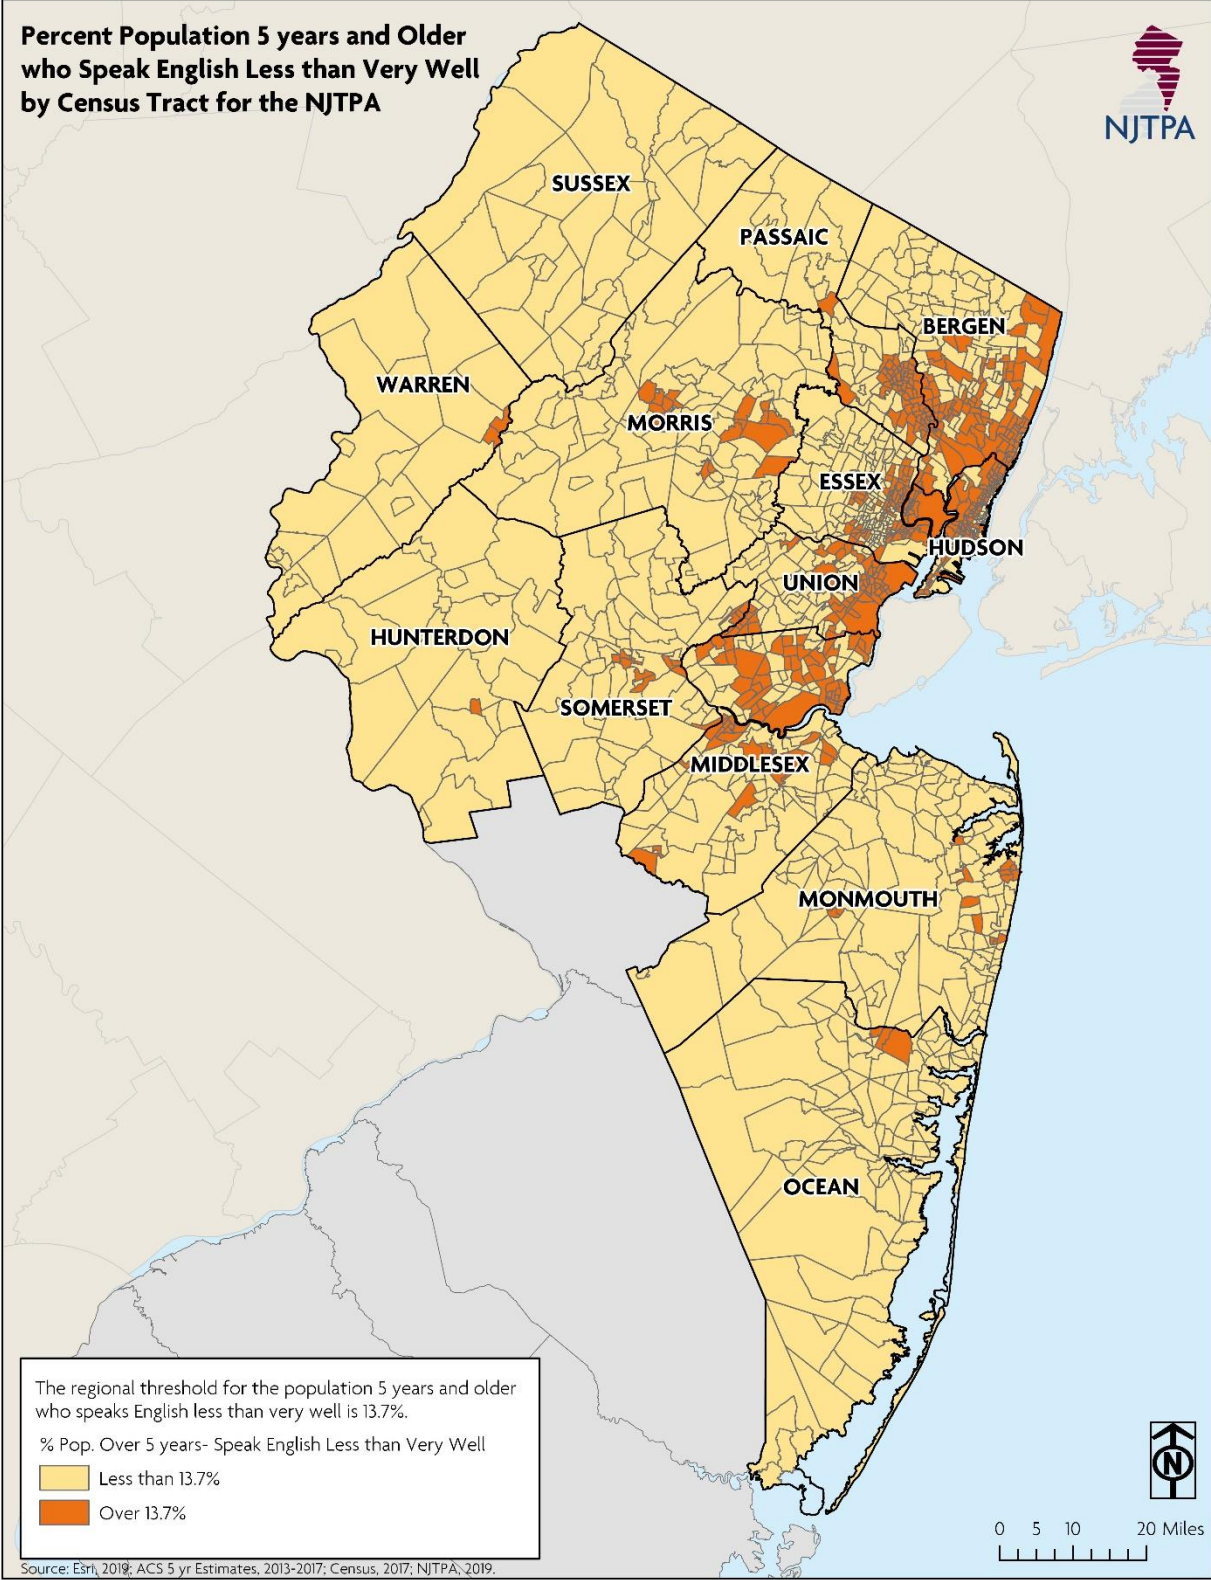 Percent Population 5 years and Older
who Speak English Less than Very Well
by Census Tract for the NJTPA
NJTPA
SUSSEX
PASSAIC
BERGEN
WARREN
MORRIS
ESSEX
HUDSON
UNION
HUNTERDON
SOMERSET
MIDDLESEX
MONMOUTH
OCEAN
The regional threshold for the population 5 years and older
who speaks English less than very well is 13.7%.
% Pop. Over 5 years- Speak English Less than Very Well
Less than 13.7%
Over 13.7%
N
0 5 10 20 Miles
Source: Esri, 2019; ACS 5 yr Estimates, 2013-2017; Census, 2017; NJTPA, 2019.